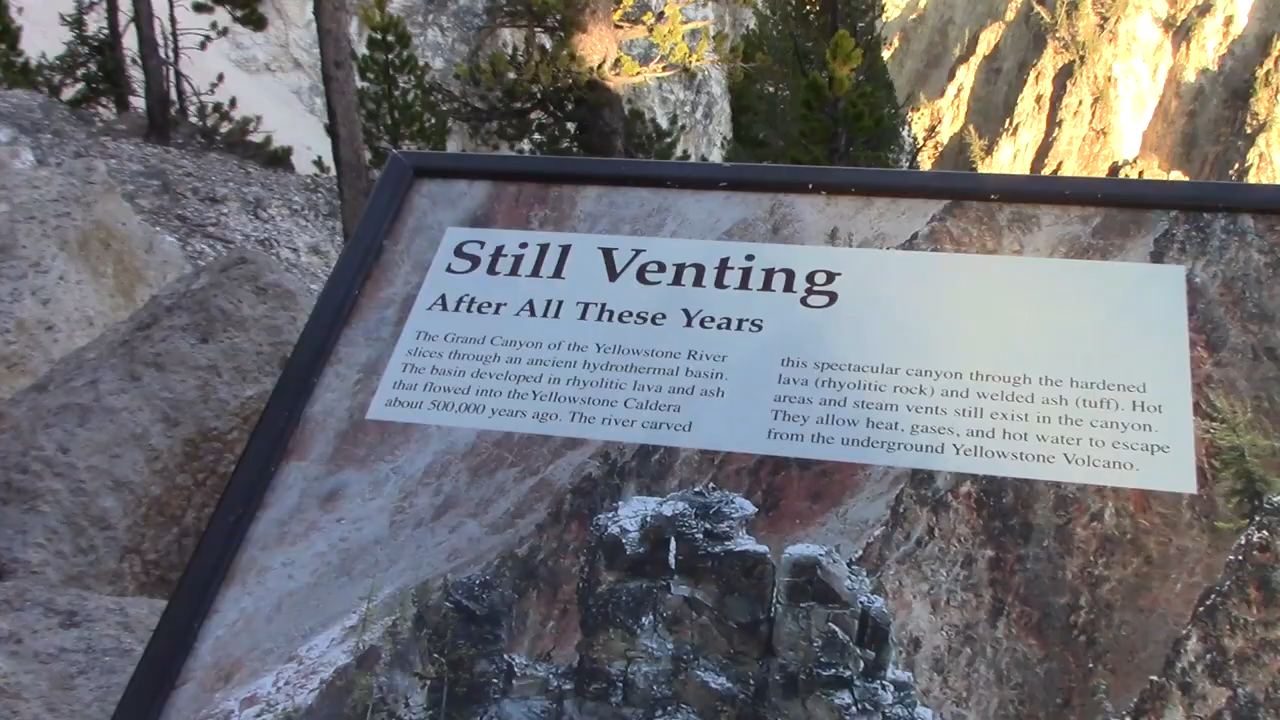 Still Venting
After All These Years
The Grand Canyon of the Yellowstone River
slices through an ancient hydrothermal basin.
The basin developed in rhyolitic lava and ash
that flowed into the Yellowstone Caldera
about 500,000 years ago. The river carved
this spectacular canyon through the hardened
lava (rhyolitic rock) and welded ash (tuff). Hot
areas and steam vents still exist in the canyon.
They allow heat, gases, and hot water to escape
from the underground Yellowstone Volcano.